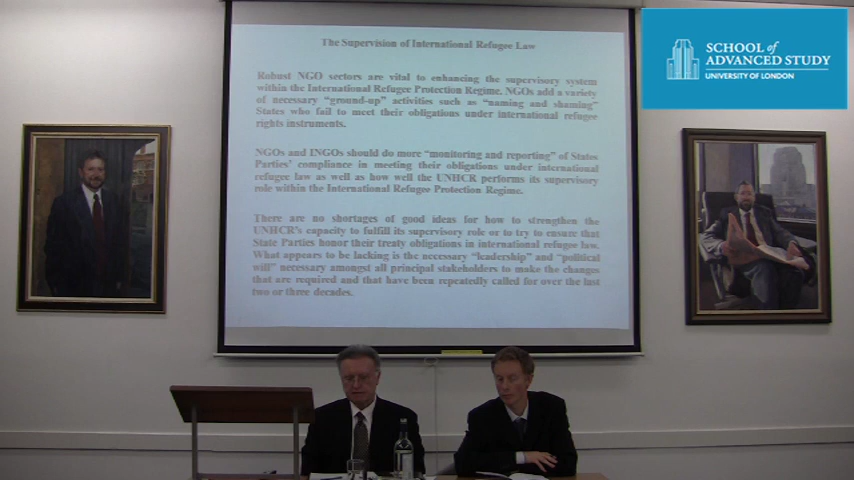 The Supervision of International Refugee Law
Robust NGO sectors are vital to enhancing the supervisory system
within the International Refugee Protection Regime. NGOs add a variety
of necessary “ground-up” activities such as “naming and shaming”
States who fail to meet their obligations under international refugee
rights instruments.
NGOs and INGOs should do more “monitoring and reporting” of States
Parties’ compliance in meeting their obligations under international
refugee law as well as how well the UNHCR performs its supervisory
role within the International Refugee Protection Regime.
There are no shortages of good ideas for how to strengthen the
UNHCR’s capacity to fulfill its supervisory role or to try to ensure that
State Parties honor their treaty obligations in international refugee law.
What appears to be lacking is the necessary “leadership” and “political
will” necessary amongst all principal stakeholders to make the changes
that are required and that have been repeatedly called for over the last
two or three decades.
SCHOOL of
ADVANCED STUDY
UNIVERSITY OF LONDON